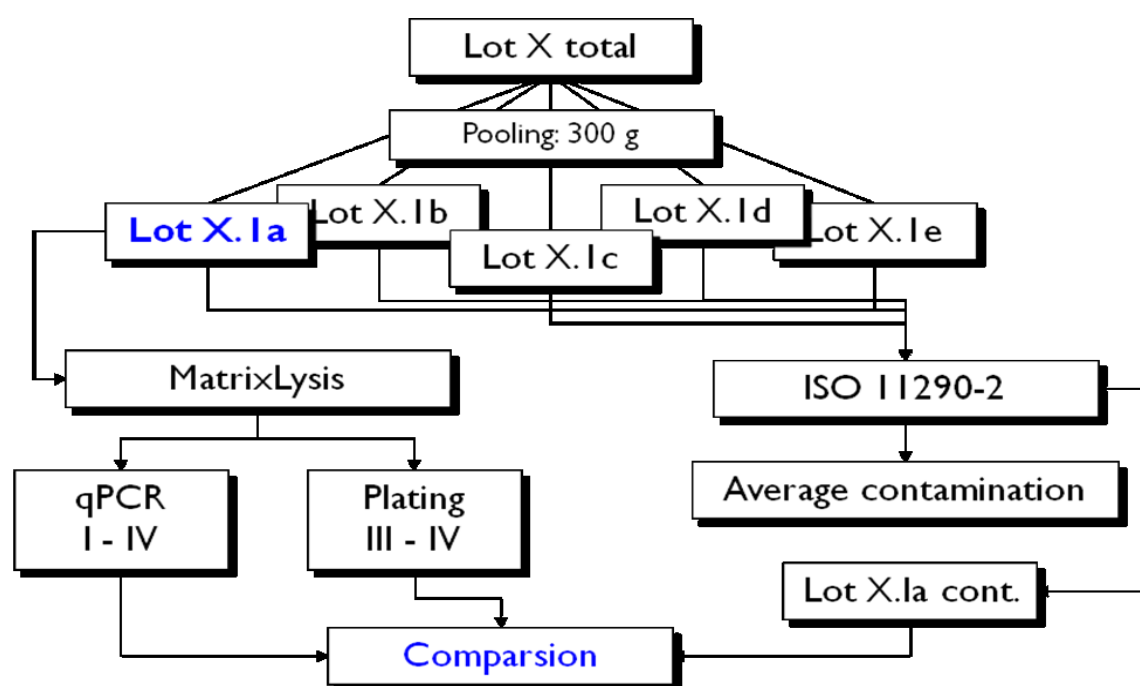 Lot X total
Pooling: 300 g
Lot X.1a
Lot X.1b
Lot X.1c
Lot X.1d
Lot X.1e
MatrixLysis
ISO 11290-2
qPCR
I - IV
Plating
III - IV
Average contamination
Lot X.1a cont.
Comparsion